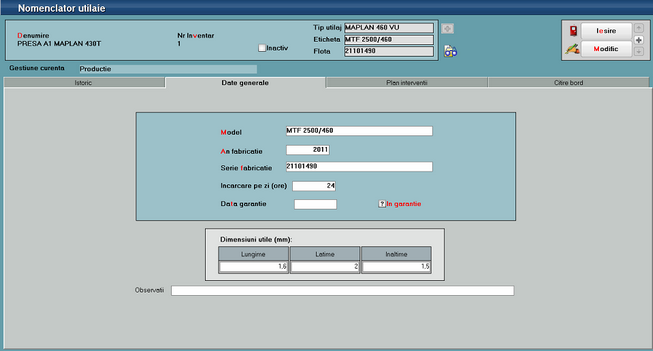 Nomenclator utilaie
Denumire
PRESA A1 MAPLAN 430T
Nr Inventar
1
Inactiv
Tip utilaj MAPLAN 460 VU
Eticheta MTF 2500/460
Flota 21101490
Iesire
Modific
Gestiune curenta Productie
Istoric Date generale Plan interventii Citire bord
Model MTF 2500/460
An fabricatie 2011
Serie fabricatie 21101490
Incarcare pe zi (ore) 24
Data garantie ? In garantie
Dimensiuni utile (mm):
Lungime Latime Inaltime
1,6 2 1,5
Observatii